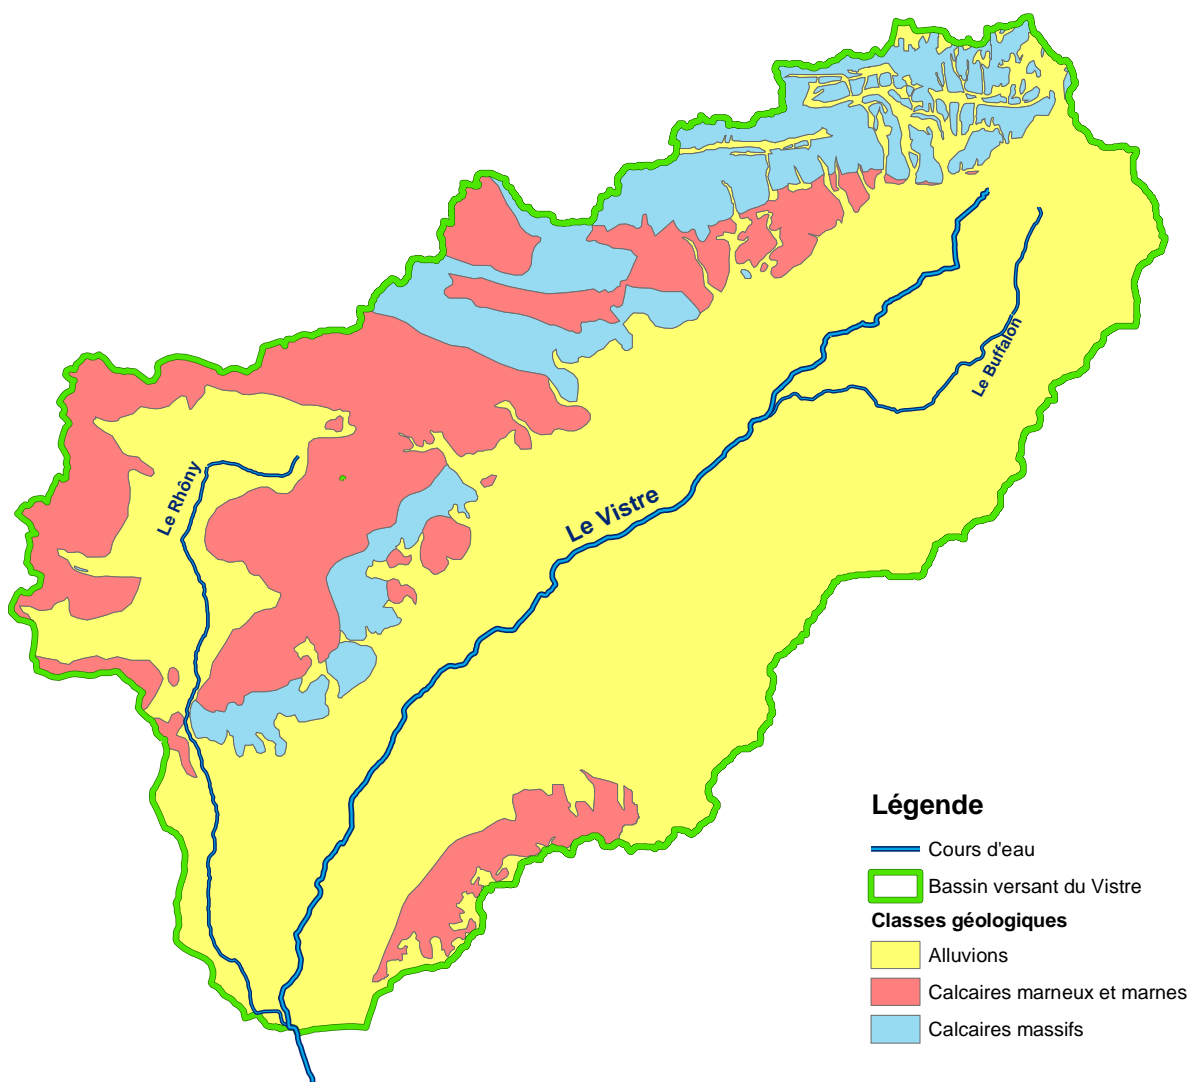 Le Buffalon
Le Rhôny
Le Vistre
Légende
Cours d'eau
Bassin versant du Vistre
Classes géologiques
Alluvions
Calcaires marneux et marnes
Calcaires massifs